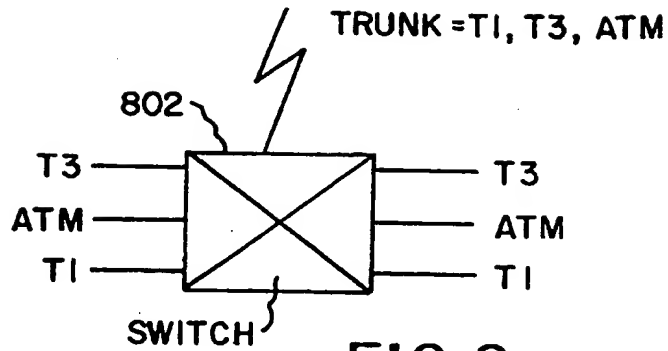 TRUNK = T1, T3, ATM
802
T3
T3
ATM
ATM
T1
T1
SWITCH